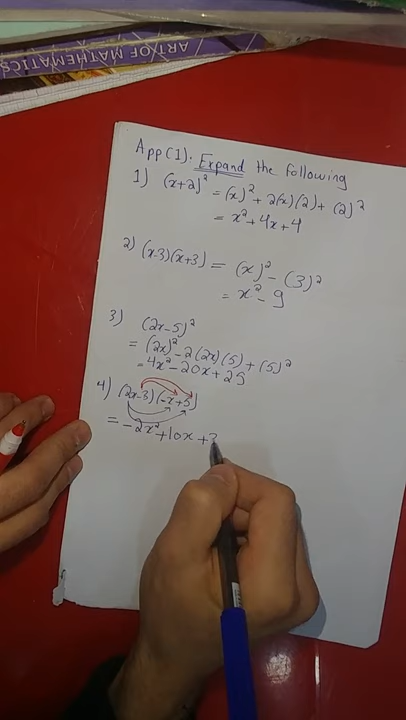 ART OF MATHEMATICS
App(1). Expand the following
1) (x+2)² = (x)² + 2(x)(2) + (2)²
= x² + 4x + 4
2) (x-3)(x+3) = (x)² - (3)²
= x² - 9
3) (2x-5)²
= (2x)² - 2(2x)(5) + (5)²
= 4x² - 20x + 25
4) (2x-3)(-x+5)
= -2x² + 10x + 3